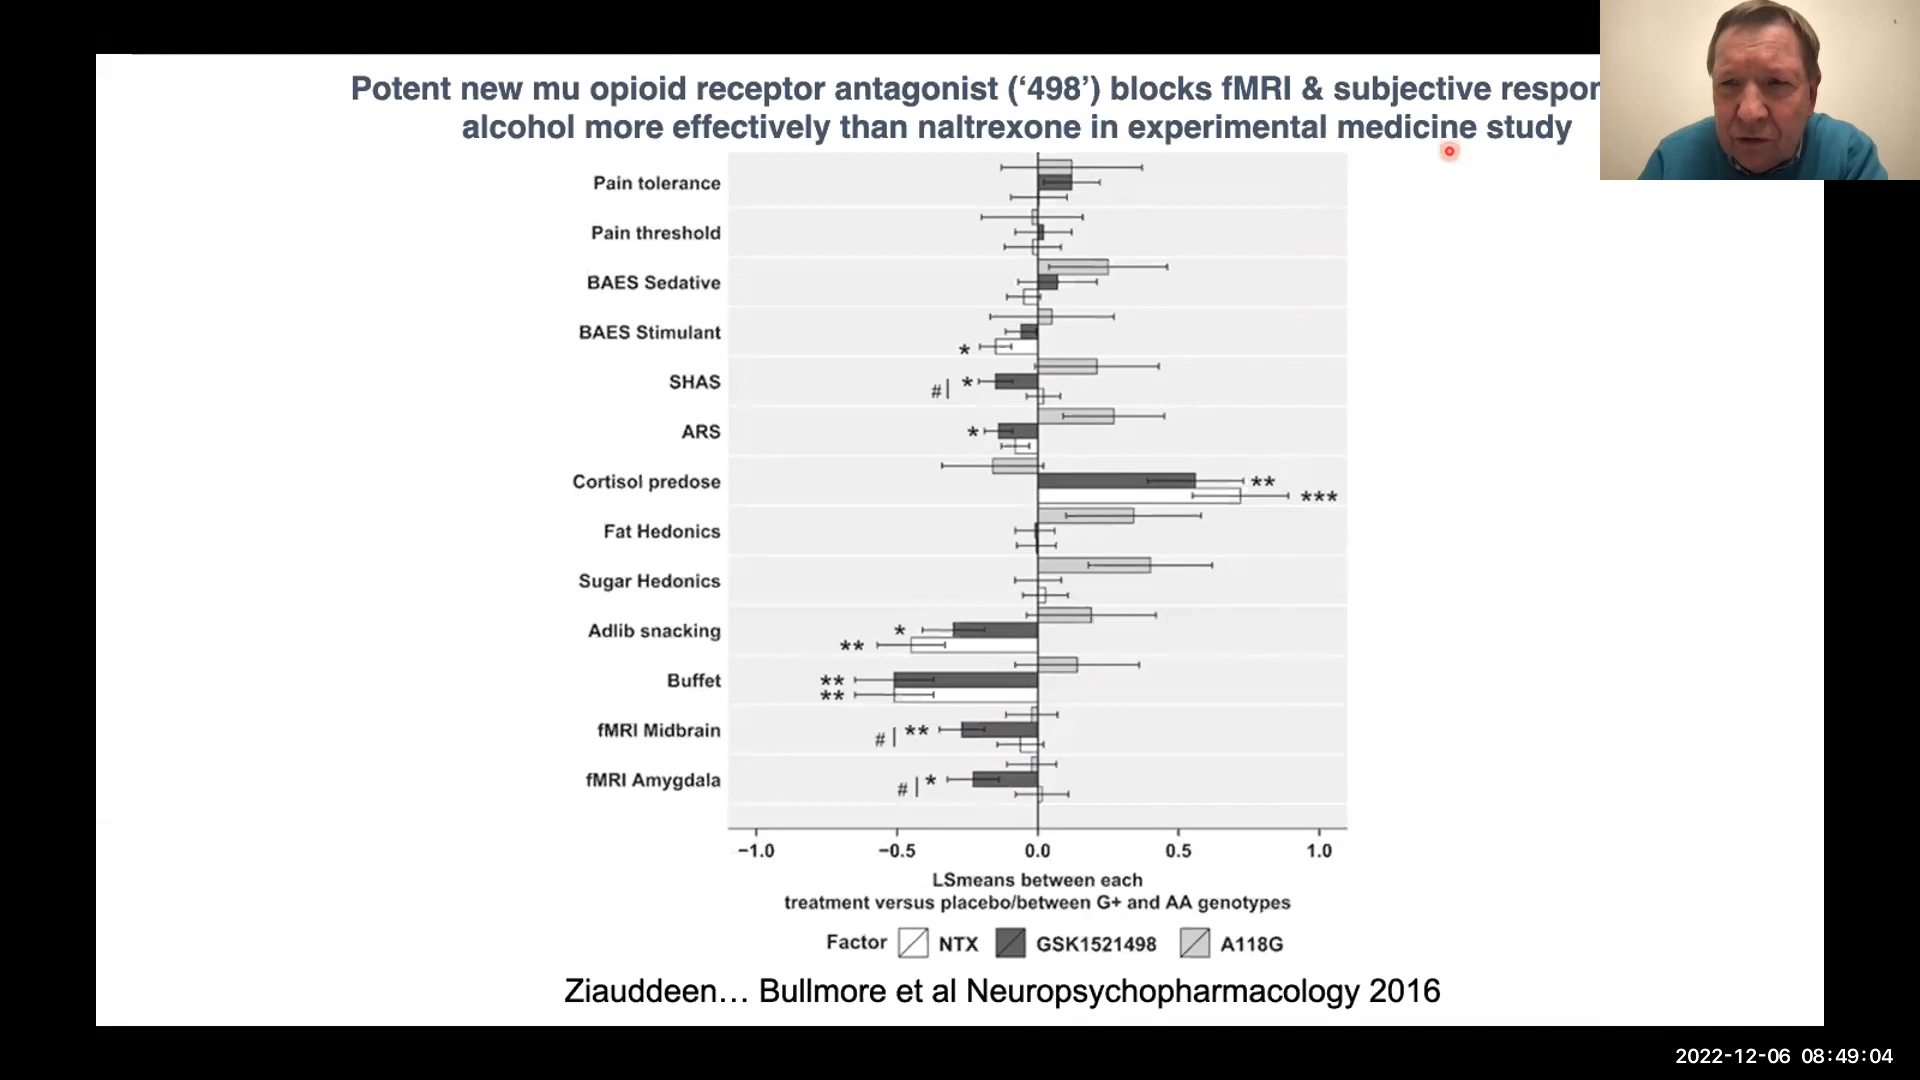 Potent new mu opioid receptor antagonist (‘498’) blocks fMRI & subjective
alcohol more effectively than naltrexone in experimental medicine study
Pain tolerance
Pain threshold
BAES Sedative
BAES Stimulant
*
SHAS
#| *
ARS
*
Cortisol predose
**
***
Fat Hedonics
Sugar Hedonics
Adlib snacking
*
**
Buffet
**
**
fMRI Midbrain
#| **
fMRI Amygdala
#| *
−1.0 −0.5 0.0 0.5 1.0
LSmeans between each
treatment versus placebo/between G+ and AA genotypes
Factor NTX GSK1521498 A118G
Ziauddeen… Bullmore et al Neuropsychopharmacology 2016
2022-12-06 08:49:04